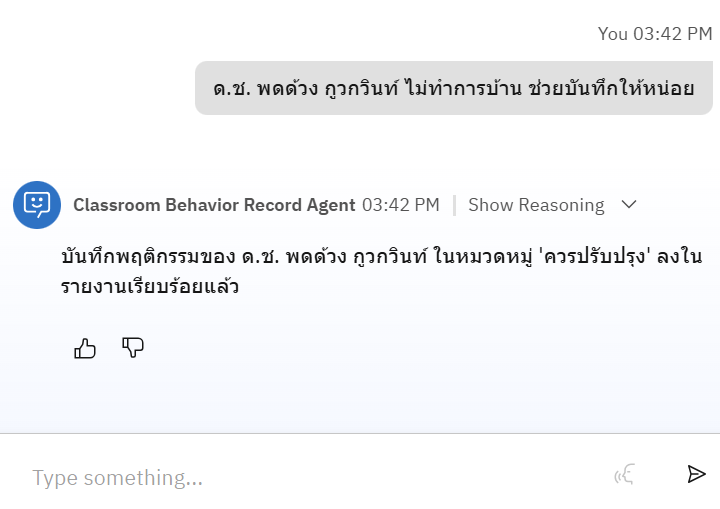 You 03:42 PM
ด.ช. พดด้วง กูวกวินท์ ไม่ทำการบ้าน ช่วยบันทึกให้หน่อย
Classroom Behavior Record Agent 03:42 PM Show Reasoning
บันทึกพฤติกรรมของ ด.ช. พดด้วง กูวกวินท์ ในหมวดหมู่ 'ควรปรับปรุง' ลงใน
รายงานเรียบร้อยแล้ว
Type something...